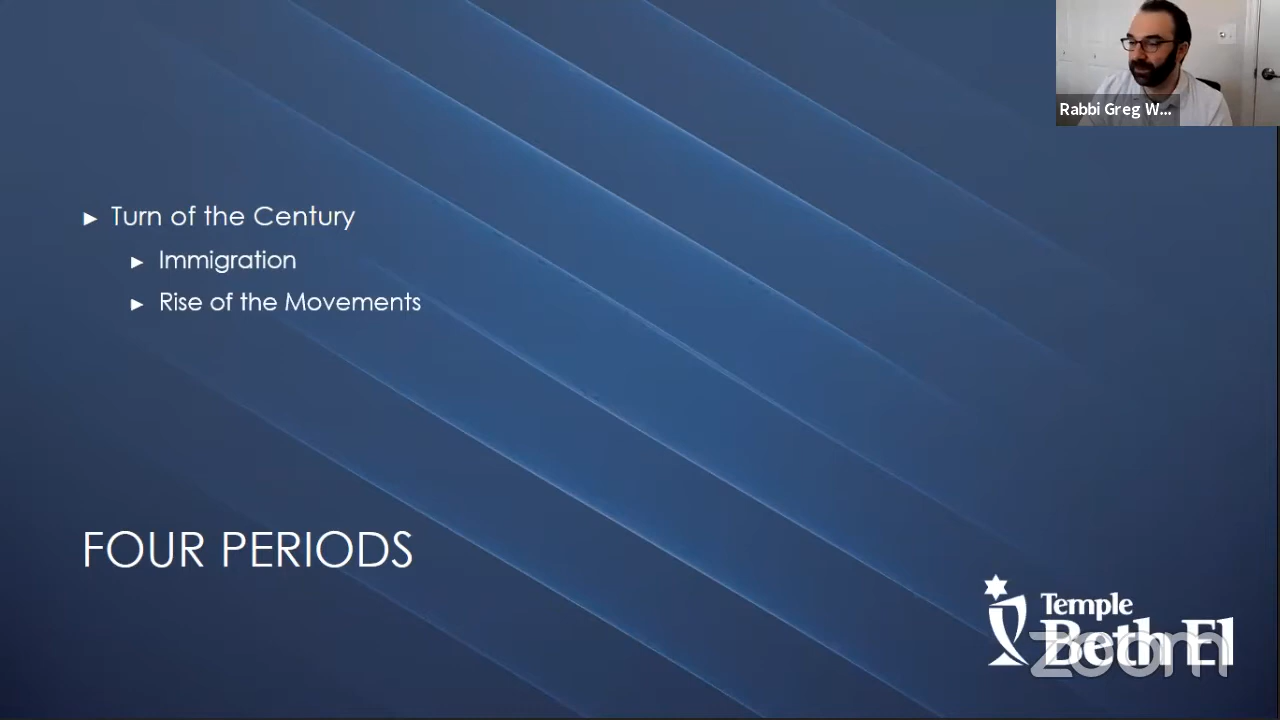 Rabbi Greg W...
► Turn of the Century
► Immigration
► Rise of the Movements
FOUR PERIODS
Temple
Beth El
zoom